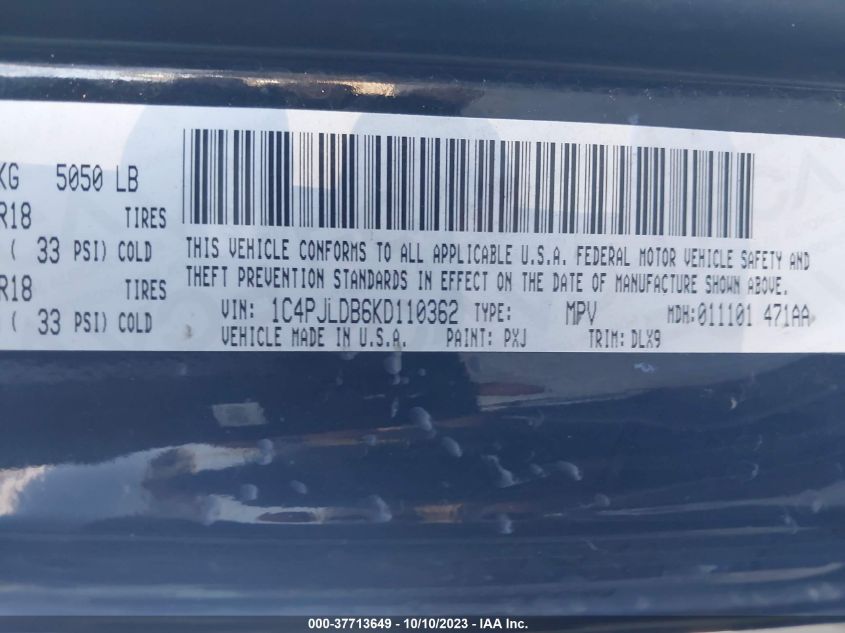 KG 5050 LB
R18 TIRES
( 33 PSI) COLD
R18 TIRES
( 33 PSI) COLD
THIS VEHICLE CONFORMS TO ALL APPLICABLE U.S.A. FEDERAL MOTOR VEHICLE SAFETY AND
THEFT PREVENTION STANDARDS IN EFFECT ON THE DATE OF MANUFACTURE SHOWN ABOVE.
VIN: 1C4PJLDB6KD110362 TYPE: MPV MDH:011101 471AA
VEHICLE MADE IN U.S.A. PAINT: PXJ TRIM: DLX9
000-37713649 - 10/10/2023 - IAA Inc.